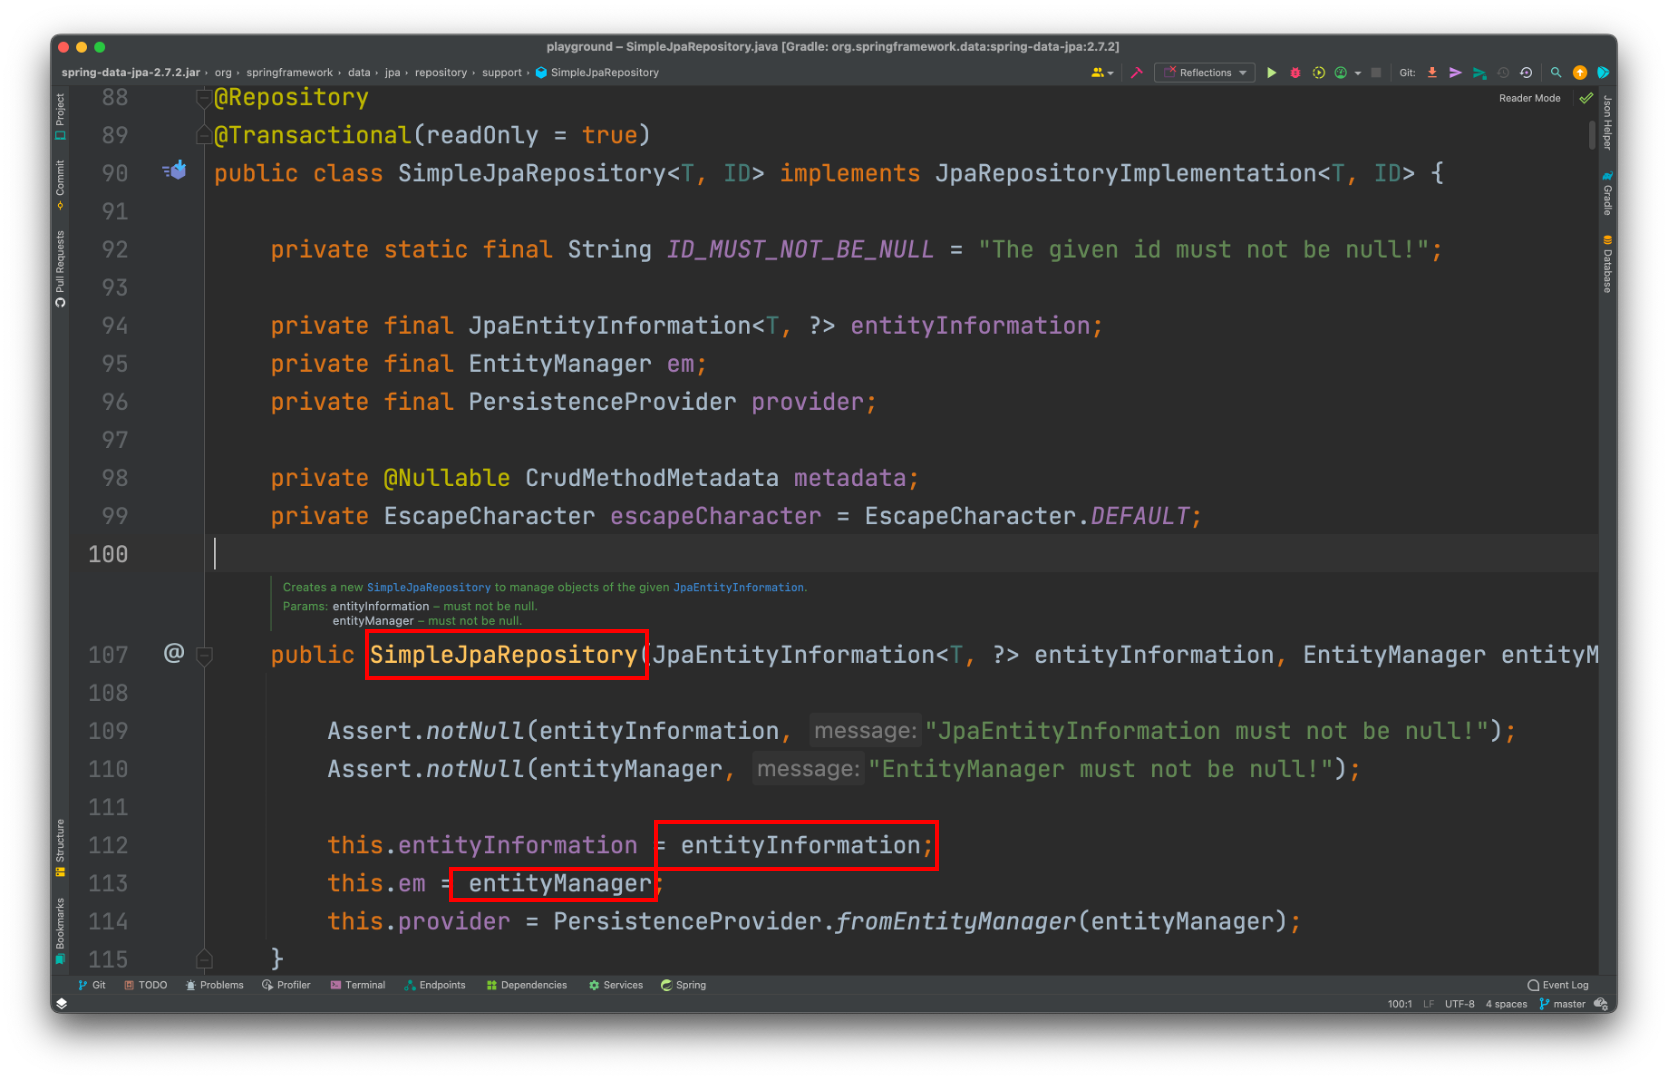 playground – SimpleJpaRepository.java [Gradle: org.springframework.data:spring-data-jpa:2.7.2]
spring-data-jpa-2.7.2.jar › org › springframework › data › jpa › repository › support › SimpleJpaRepository
Reflections
Git:
Project
Commit
Pull Requests
Structure
Bookmarks
Reader Mode
Json Helper
Gradle
Database
88 @Repository
89 @Transactional(readOnly = true)
90 public class SimpleJpaRepository<T, ID> implements JpaRepositoryImplementation<T, ID> {
91
92 private static final String ID_MUST_NOT_BE_NULL = "The given id must not be null!";
93
94 private final JpaEntityInformation<T, ?> entityInformation;
95 private final EntityManager em;
96 private final PersistenceProvider provider;
97
98 private @Nullable CrudMethodMetadata metadata;
99 private EscapeCharacter escapeCharacter = EscapeCharacter.DEFAULT;
100
Creates a new SimpleJpaRepository to manage objects of the given JpaEntityInformation.
Params: entityInformation – must not be null.
entityManager – must not be null.
107 @ public SimpleJpaRepository(JpaEntityInformation<T, ?> entityInformation, EntityManager entityM
108
109 Assert.notNull(entityInformation, message: "JpaEntityInformation must not be null!");
110 Assert.notNull(entityManager, message: "EntityManager must not be null!");
111
112 this.entityInformation = entityInformation;
113 this.em = entityManager;
114 this.provider = PersistenceProvider.fromEntityManager(entityManager);
115 }
Git TODO Problems Profiler Terminal Endpoints Dependencies Services Spring Event Log
100:1 LF UTF-8 4 spaces master